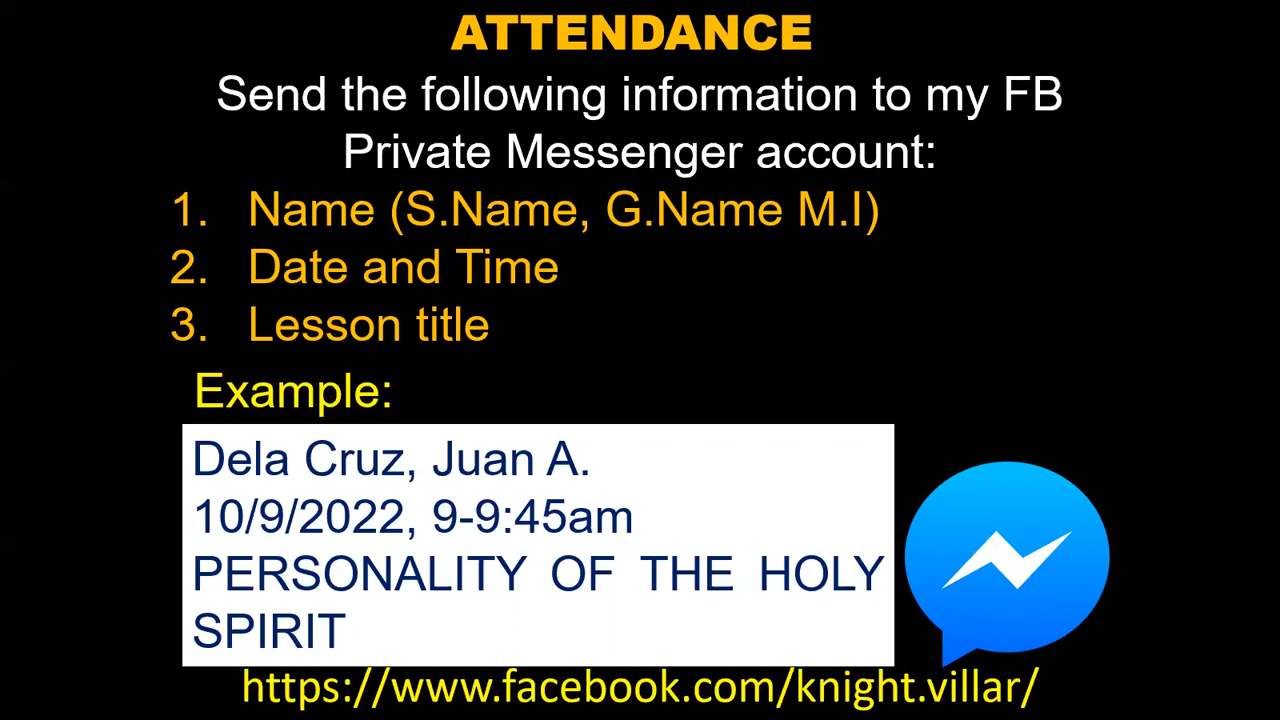 ATTENDANCE
Send the following information to my FB
Private Messenger account:
1. Name (S.Name, G.Name M.I)
2. Date and Time
3. Lesson title
Example:
Dela Cruz, Juan A.
10/9/2022, 9-9:45am
PERSONALITY OF THE HOLY
SPIRIT
https://www.facebook.com/knight.villar/